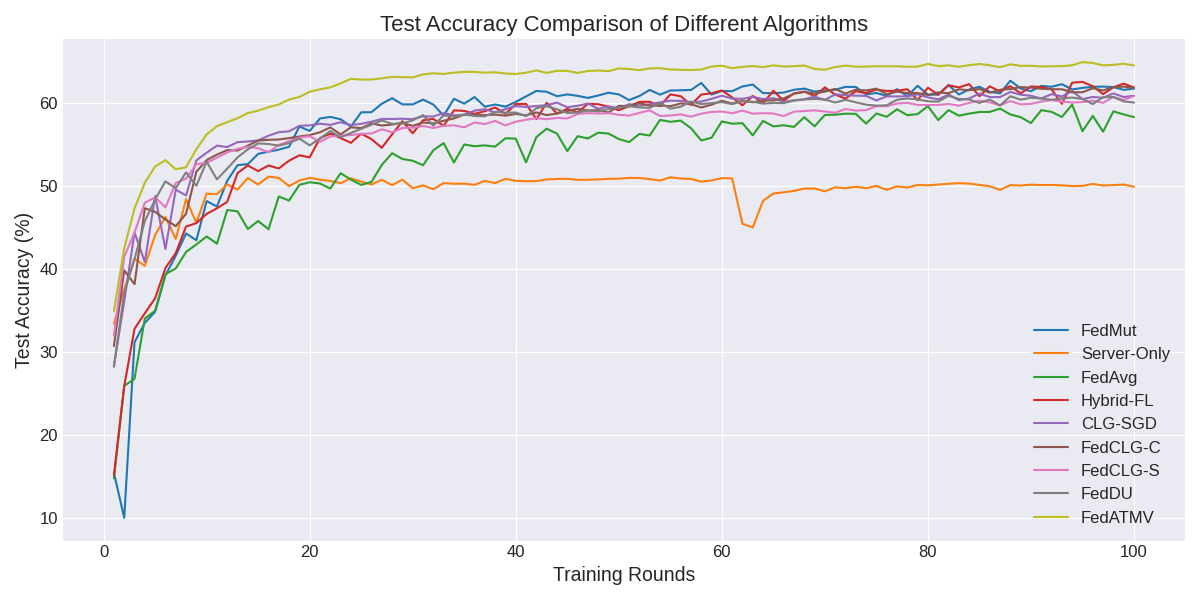 Test Accuracy Comparison of Different Algorithms
Test Accuracy (%)
60
50
40
30
20
10
0
20
40
60
80
100
Training Rounds
FedMut
Server-Only
FedAvg
Hybrid-FL
CLG-SGD
FedCLG-C
FedCLG-S
FedDU
FedATMV